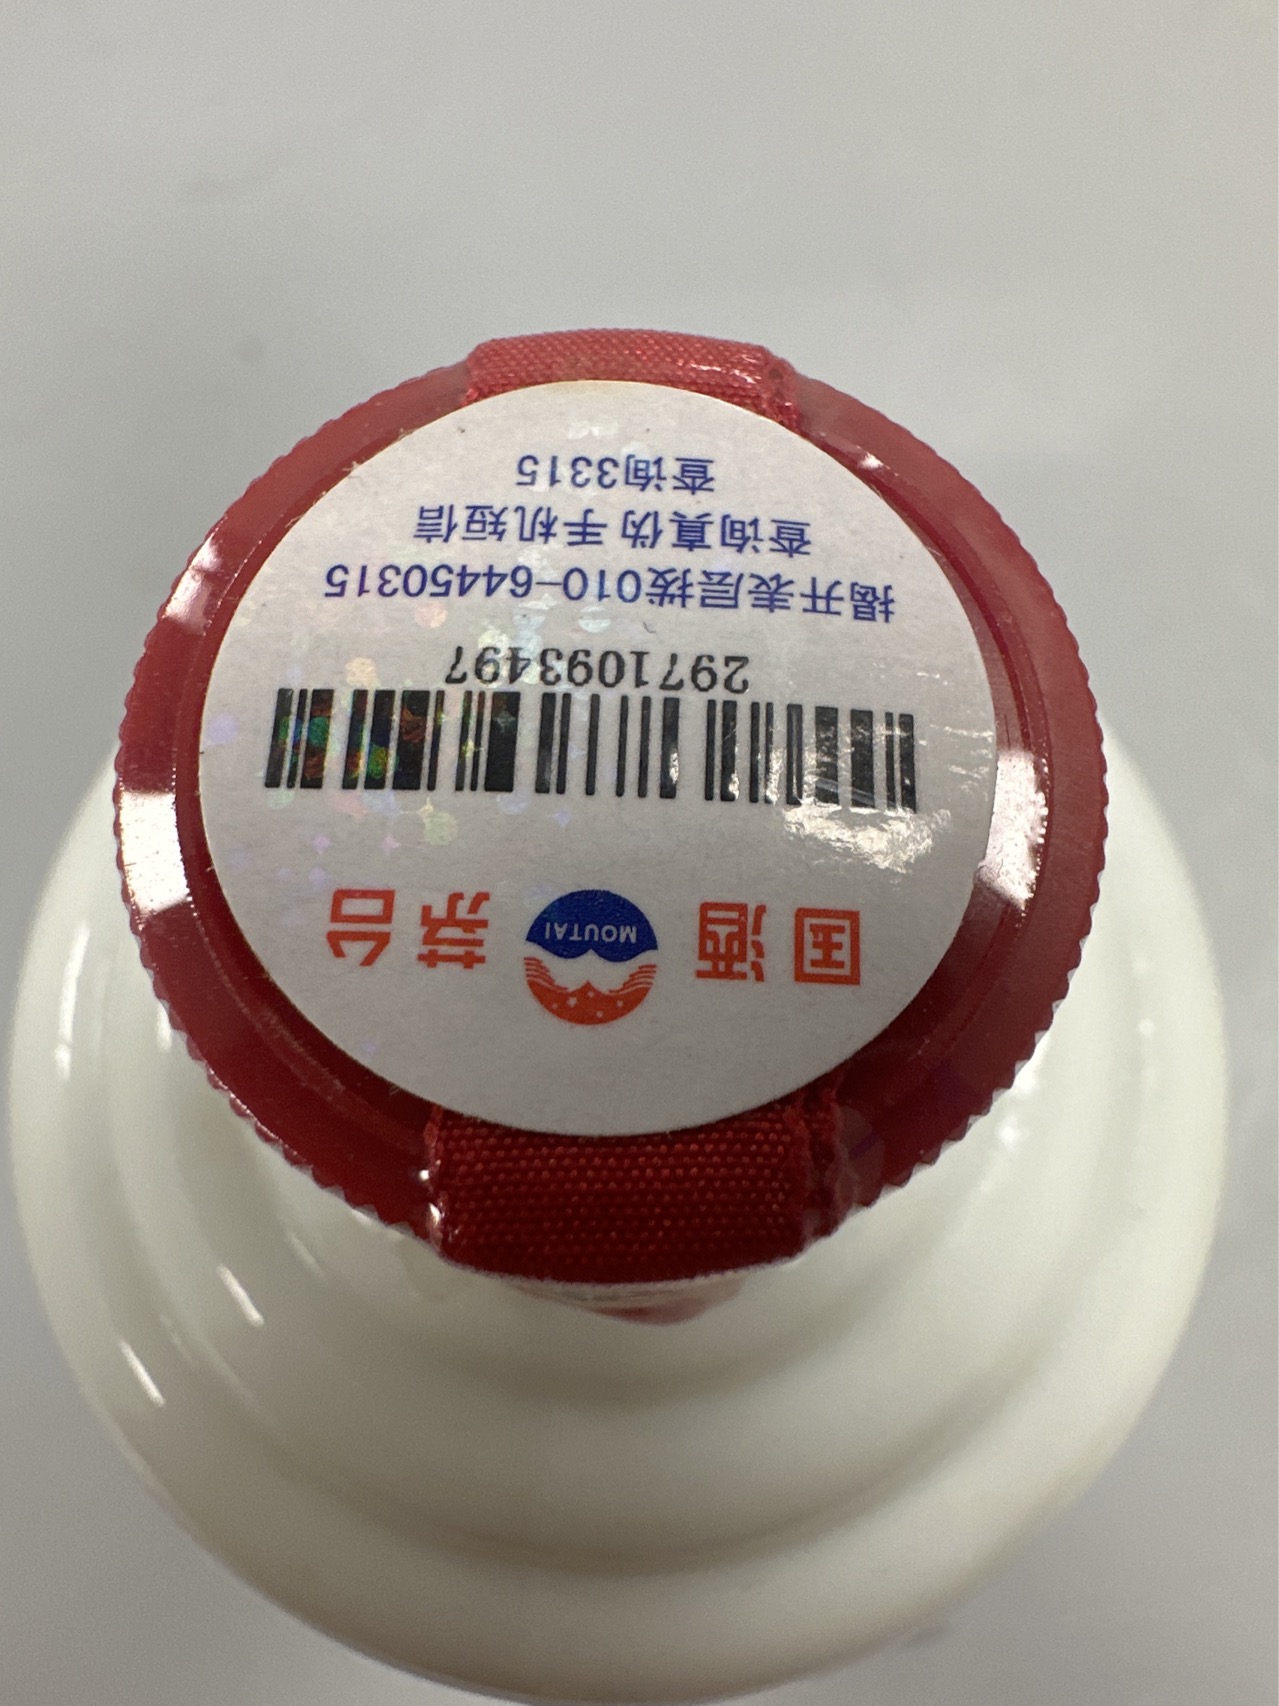 国酒 MOUTAI 茅台
2971093497
揭开表层拨010-64450315
查询真伪 手机短信
查询3315